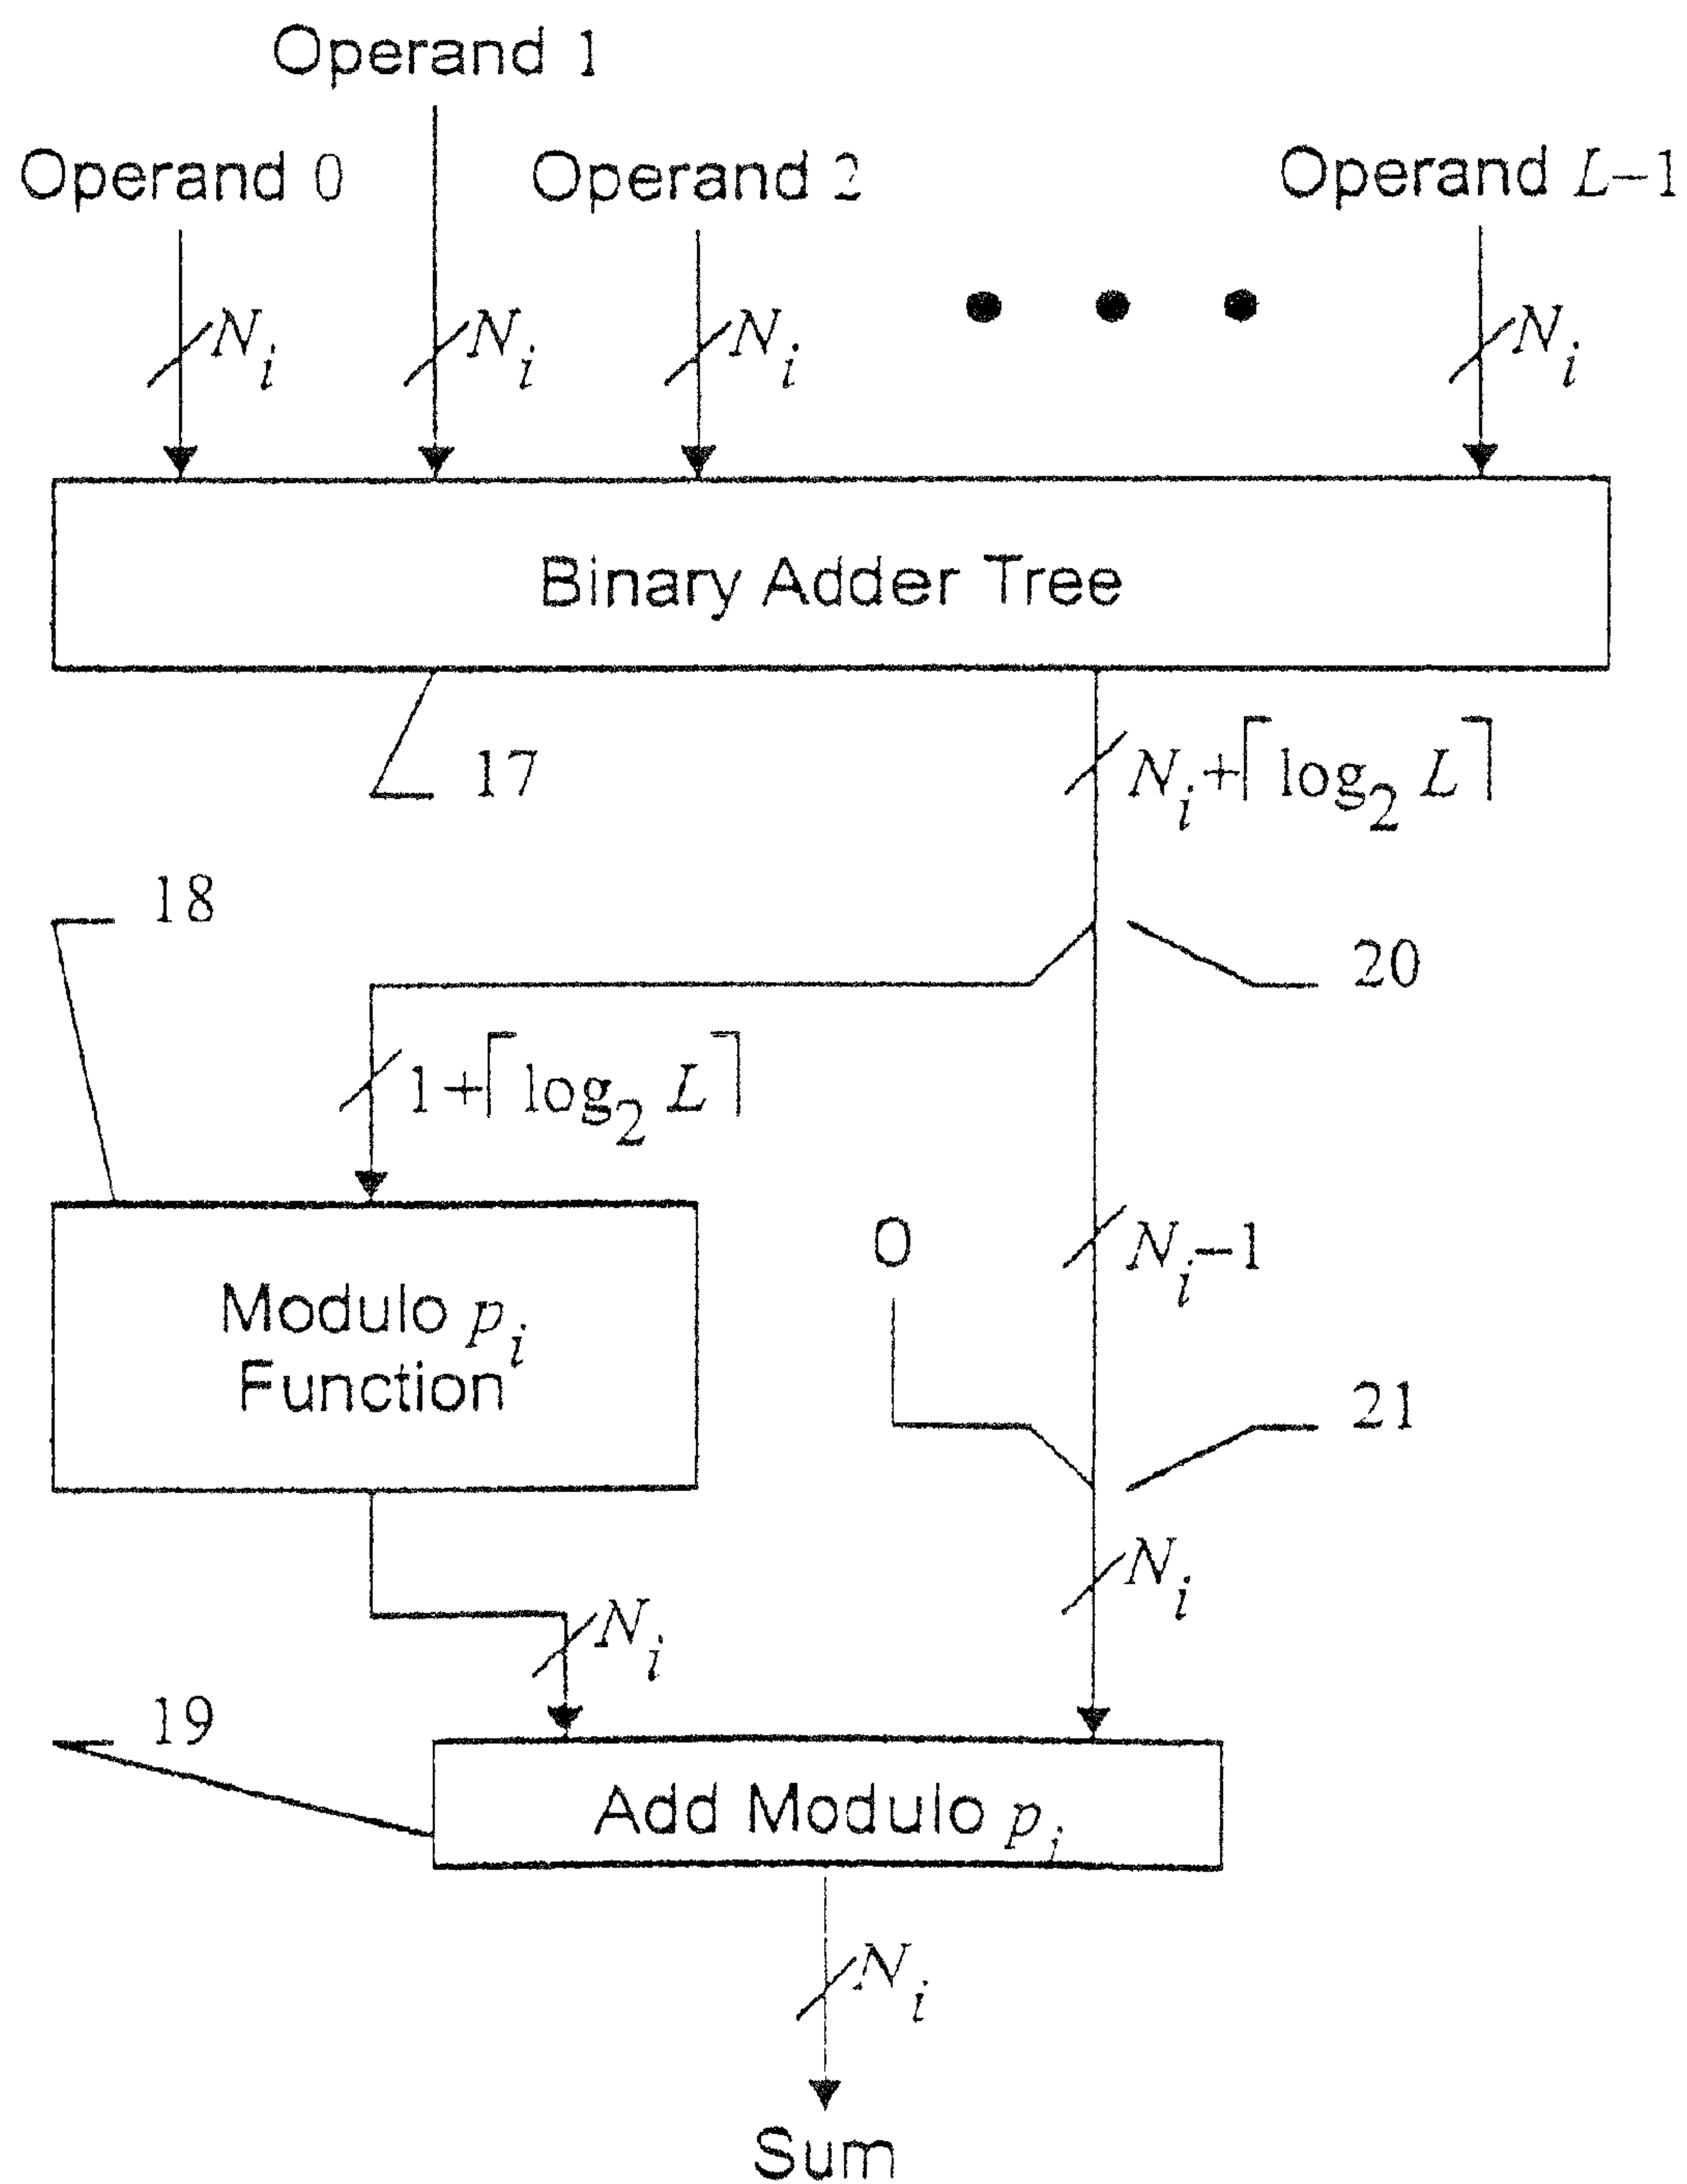 Operand 1
Operand 0
Operand 2
Operand L−1
N_i
N_i
N_i
N_i
Binary Adder Tree
17
N_i+⌈log_2 L⌉
18
20
1+⌈log_2 L⌉
0
N_i−1
Modulo p_i
Function
21
N_i
N_i
19
Add Modulo p_i
N_i
Sum